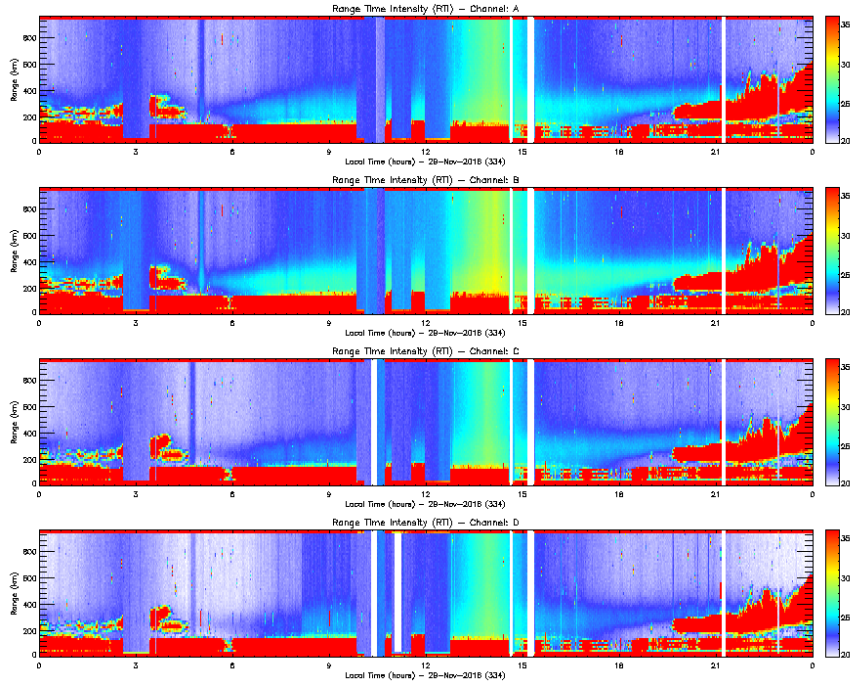 Range Time Intensity (RTI) – Channel: A
Range (km)
800
600
400
200
0
0 3 6 9 12 15 18 21 0
Local Time (hours) – 29-Nov-2016 (334)
35
30
25
20
Range Time Intensity (RTI) – Channel: B
Range (km)
800
600
400
200
0
0 3 6 9 12 15 18 21 0
Local Time (hours) – 29-Nov-2016 (334)
35
30
25
20
Range Time Intensity (RTI) – Channel: C
Range (km)
800
600
400
200
0
0 3 6 9 12 15 18 21 0
Local Time (hours) – 29-Nov-2016 (334)
35
30
25
20
Range Time Intensity (RTI) – Channel: D
Range (km)
800
600
400
200
0
0 3 6 9 12 15 18 21 0
Local Time (hours) – 29-Nov-2016 (334)
35
30
25
20